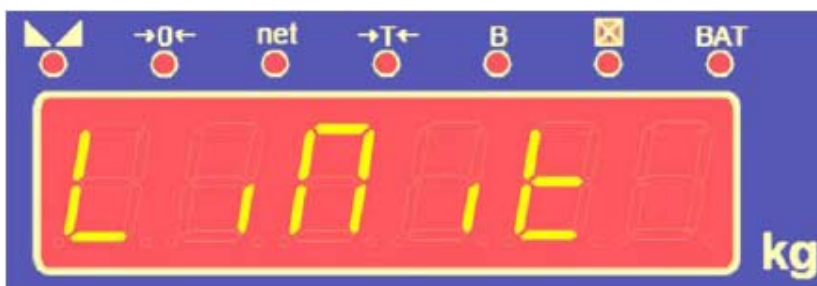 →0← net →T← B BAT
LiMit
kg